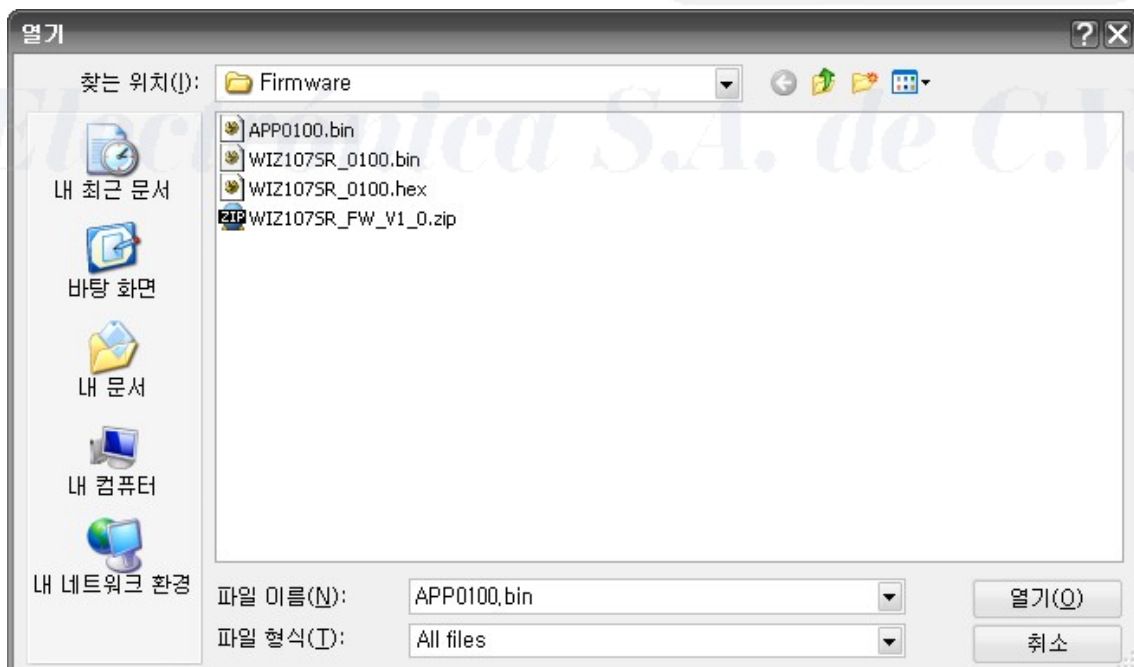 열기
찾는 위치(I): Firmware
Electrónica S.A. de C.V.
APP0100.bin
WIZ107SR_0100.bin
WIZ107SR_0100.hex
ZIP WIZ107SR_FW_V1_0.zip
내 최근 문서
바탕 화면
내 문서
내 컴퓨터
내 네트워크 환경
파일 이름(N): APP0100.bin 열기(O)
파일 형식(T): All files 취소